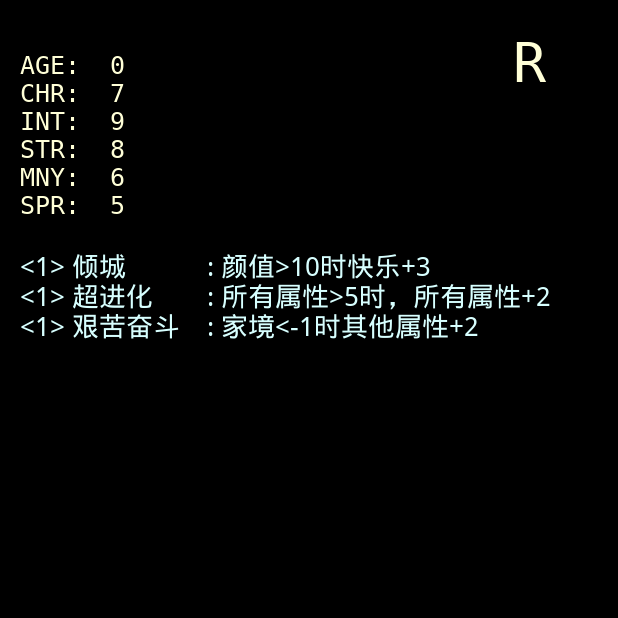 R
AGE: 0
CHR: 7
INT: 9
STR: 8
MNY: 6
SPR: 5
<1> 倾城 : 颜值>10时快乐+3
<1> 超进化 : 所有属性>5时，所有属性+2
<1> 艰苦奋斗 : 家境<-1时其他属性+2